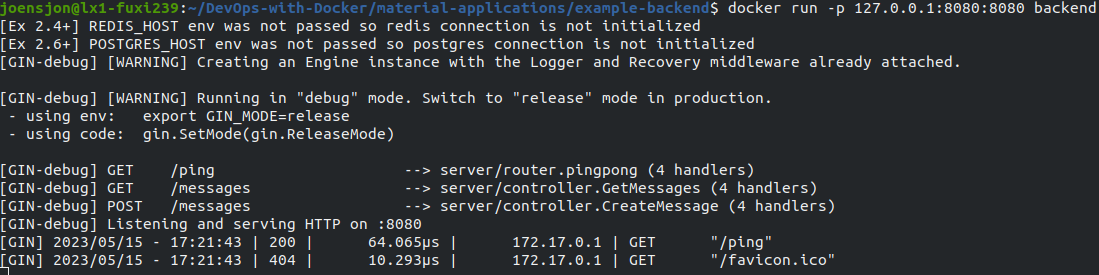 joensjon@lx1-fuxi239:~/DevOps-with-Docker/material-applications/example-backend$ docker run -p 127.0.0.1:8080:8080 backend
[Ex 2.4+] REDIS_HOST env was not passed so redis connection is not initialized
[Ex 2.6+] POSTGRES_HOST env was not passed so postgres connection is not initialized
[GIN-debug] [WARNING] Creating an Engine instance with the Logger and Recovery middleware already attached.

[GIN-debug] [WARNING] Running in "debug" mode. Switch to "release" mode in production.
 - using env:   export GIN_MODE=release
 - using code:  gin.SetMode(gin.ReleaseMode)

[GIN-debug] GET    /ping                     --> server/router.pingpong (4 handlers)
[GIN-debug] GET    /messages                 --> server/controller.GetMessages (4 handlers)
[GIN-debug] POST   /messages                 --> server/controller.CreateMessage (4 handlers)
[GIN-debug] Listening and serving HTTP on :8080
[GIN] 2023/05/15 - 17:21:43 | 200 |      64.065µs |      172.17.0.1 | GET      "/ping"
[GIN] 2023/05/15 - 17:21:43 | 404 |      10.293µs |      172.17.0.1 | GET      "/favicon.ico"